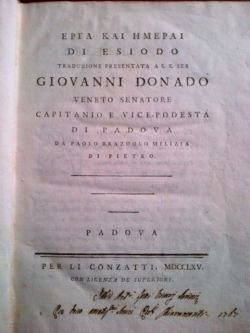 ΕΡΓΑ ΚΑΙ ΗΜΕΡΑΙ
DI ESIODO
TRADUZIONE PRESENTATA A S. E. SER
GIOVANNI DONADO
VENETO SENATORE
CAPITANIO E VICE-PODESTÀ
DI PADOVA
DA PAOLO BRAZUOLO MILIZIA
DI PIETRO.
PADOVA
PER LI CONZATTI, MDCCLXV.
CON LICENZA DE' SUPERIORI.